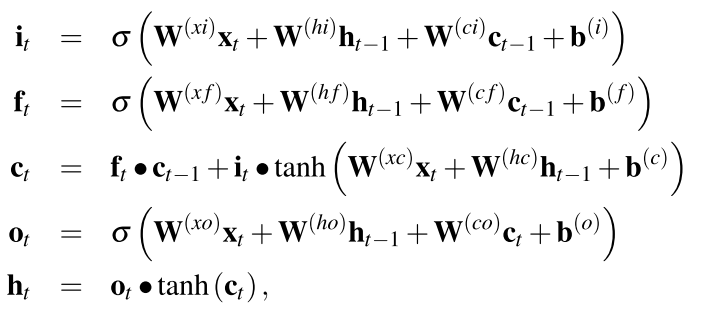 i_t = σ(W^(xi) x_t + W^(hi) h_{t−1} + W^(ci) c_{t−1} + b^(i))
f_t = σ(W^(xf) x_t + W^(hf) h_{t−1} + W^(cf) c_{t−1} + b^(f))
c_t = f_t • c_{t−1} + i_t • tanh(W^(xc) x_t + W^(hc) h_{t−1} + b^(c))
o_t = σ(W^(xo) x_t + W^(ho) h_{t−1} + W^(co) c_t + b^(o))
h_t = o_t • tanh(c_t),